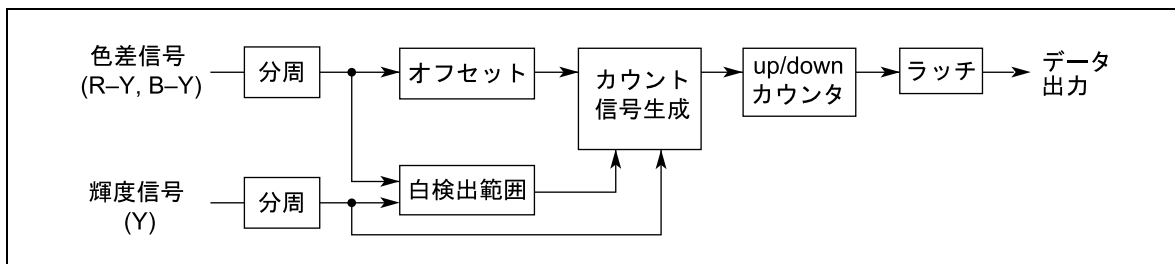 色差信号
(R–Y, B–Y)
分周
オフセット
カウント
信号生成
up/down
カウンタ
ラッチ
データ
出力
輝度信号
(Y)
分周
白検出範囲